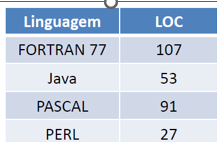 Linguagem LOC
FORTRAN 77 107
Java 53
PASCAL 91
PERL 27